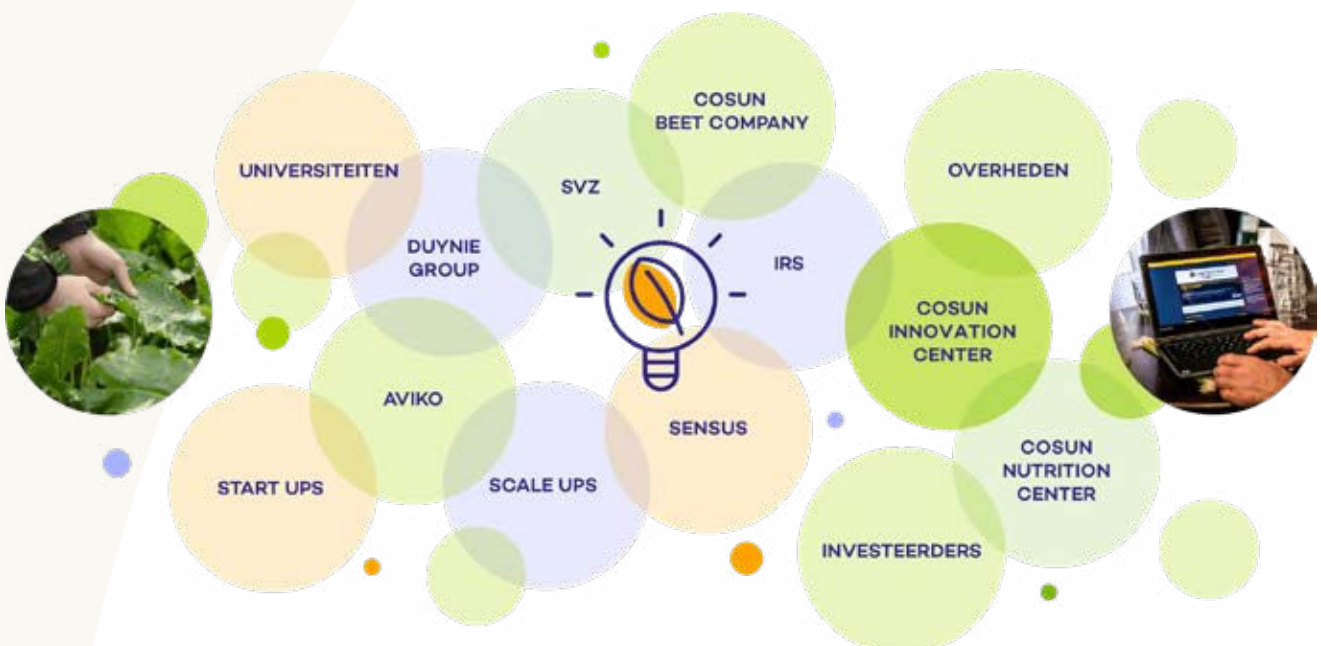 COSUN
BEET COMPANY
UNIVERSITEITEN
SVZ
OVERHEDEN
DUYNIE
GROUP
IRS
COSUN
INNOVATION
CENTER
AVIKO
SENSUS
START UPS
SCALE UPS
COSUN
NUTRITION
CENTER
INVESTEERDERS